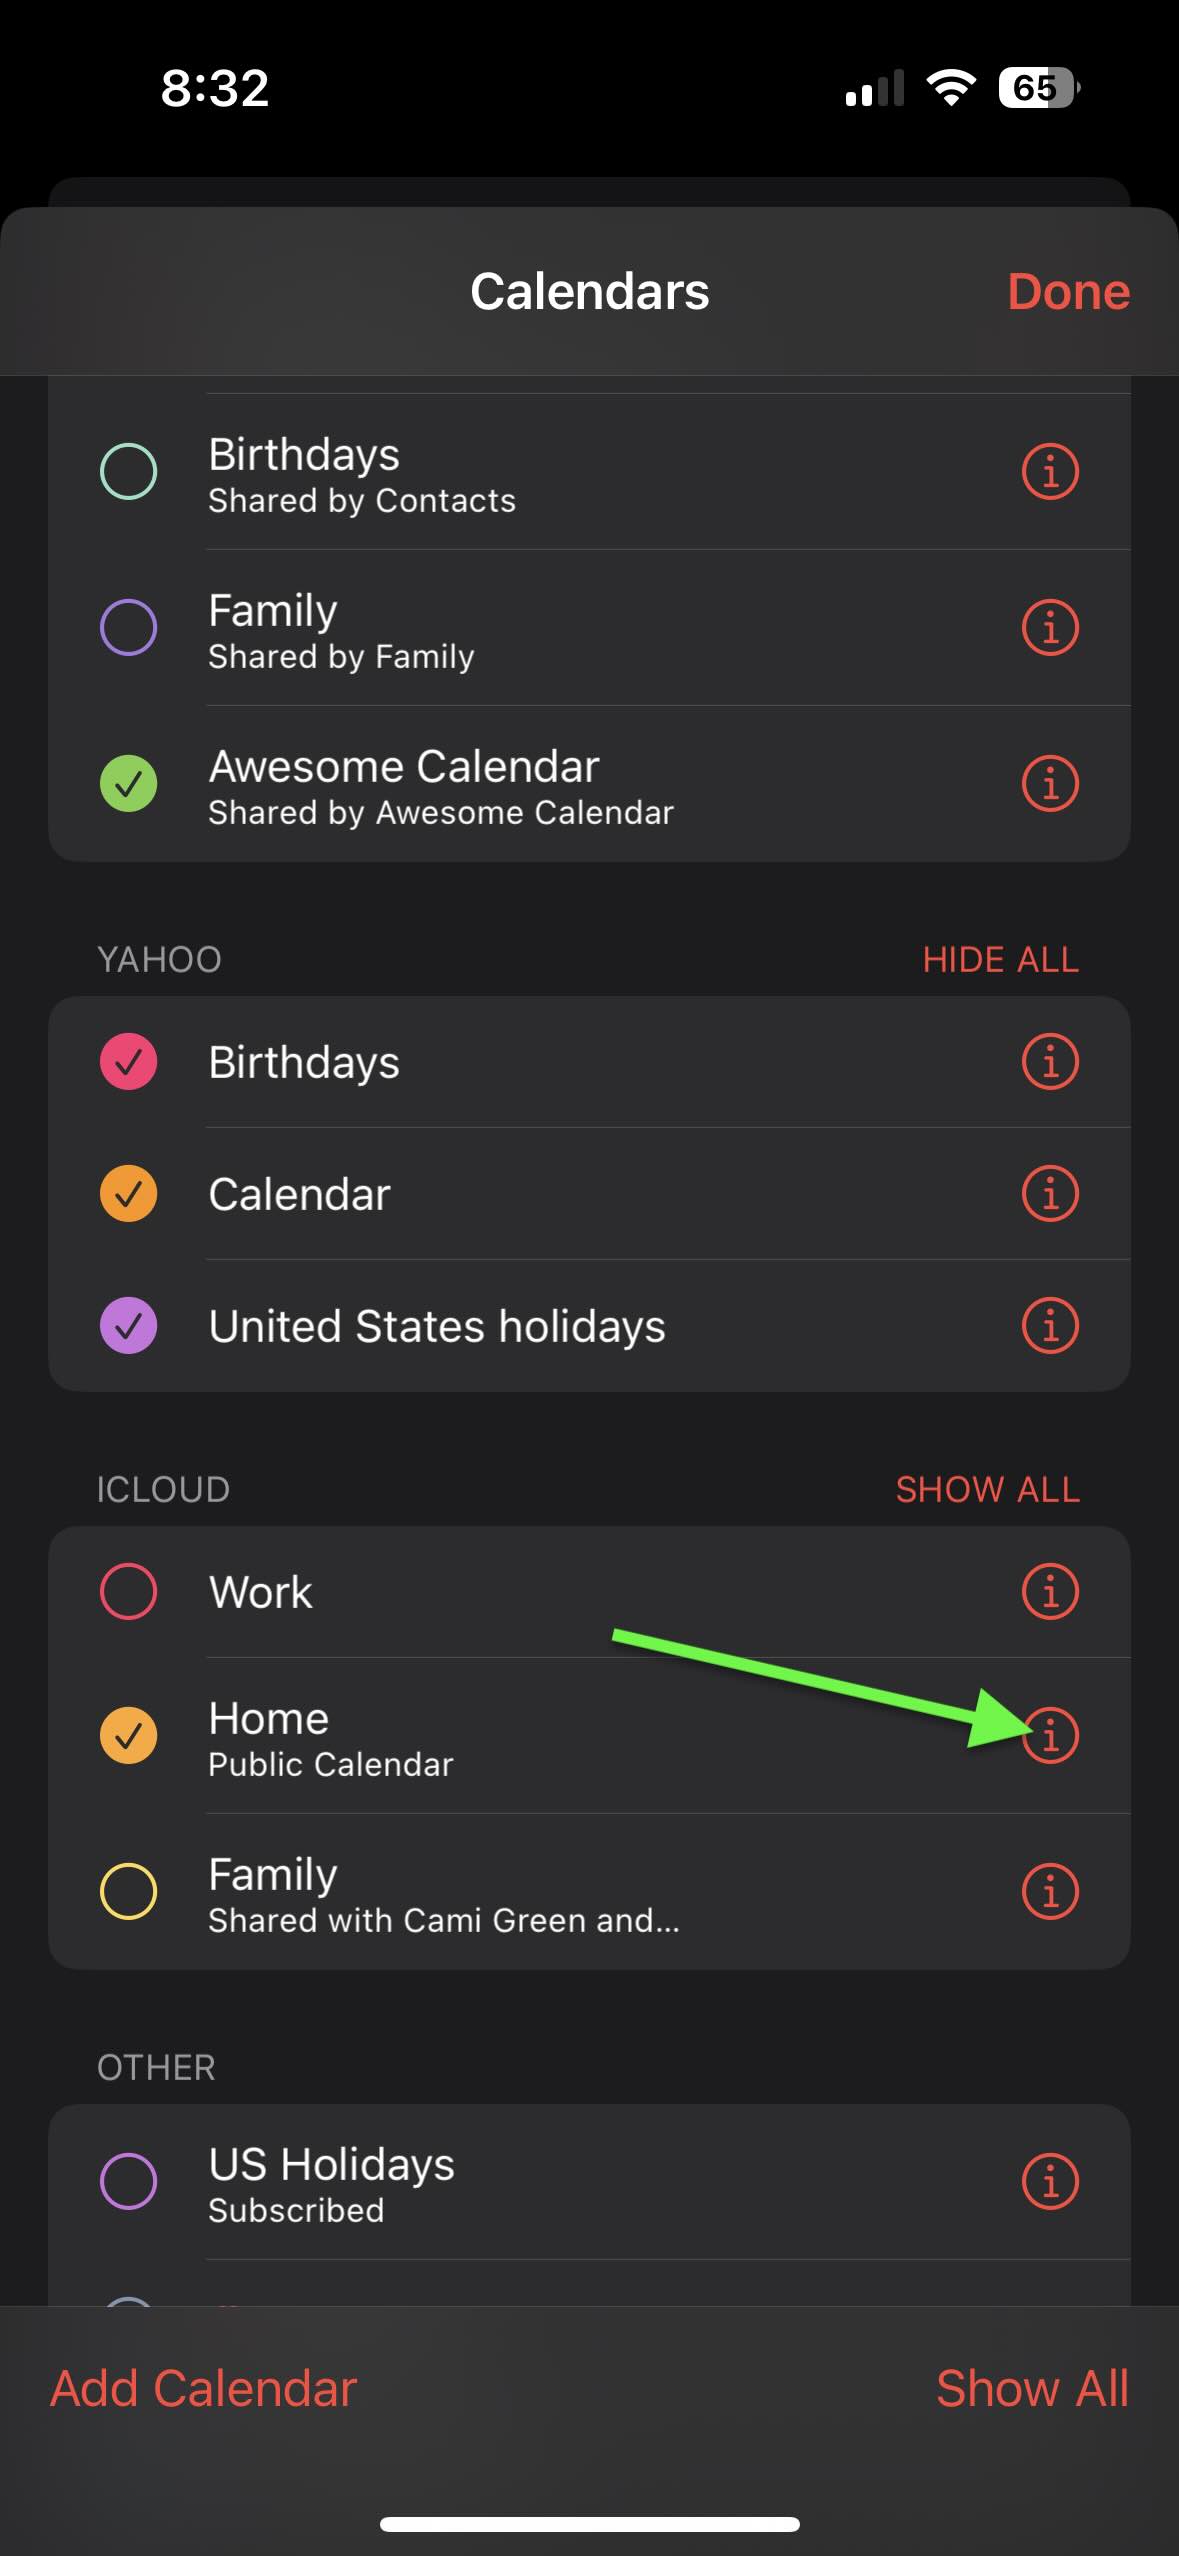 8:32
65
Calendars
Done
Birthdays
Shared by Contacts
Family
Shared by Family
Awesome Calendar
Shared by Awesome Calendar
YAHOO
HIDE ALL
Birthdays
Calendar
United States holidays
ICLOUD
SHOW ALL
Work
Home
Public Calendar
Family
Shared with Cami Green and...
OTHER
US Holidays
Subscribed
Add Calendar
Show All